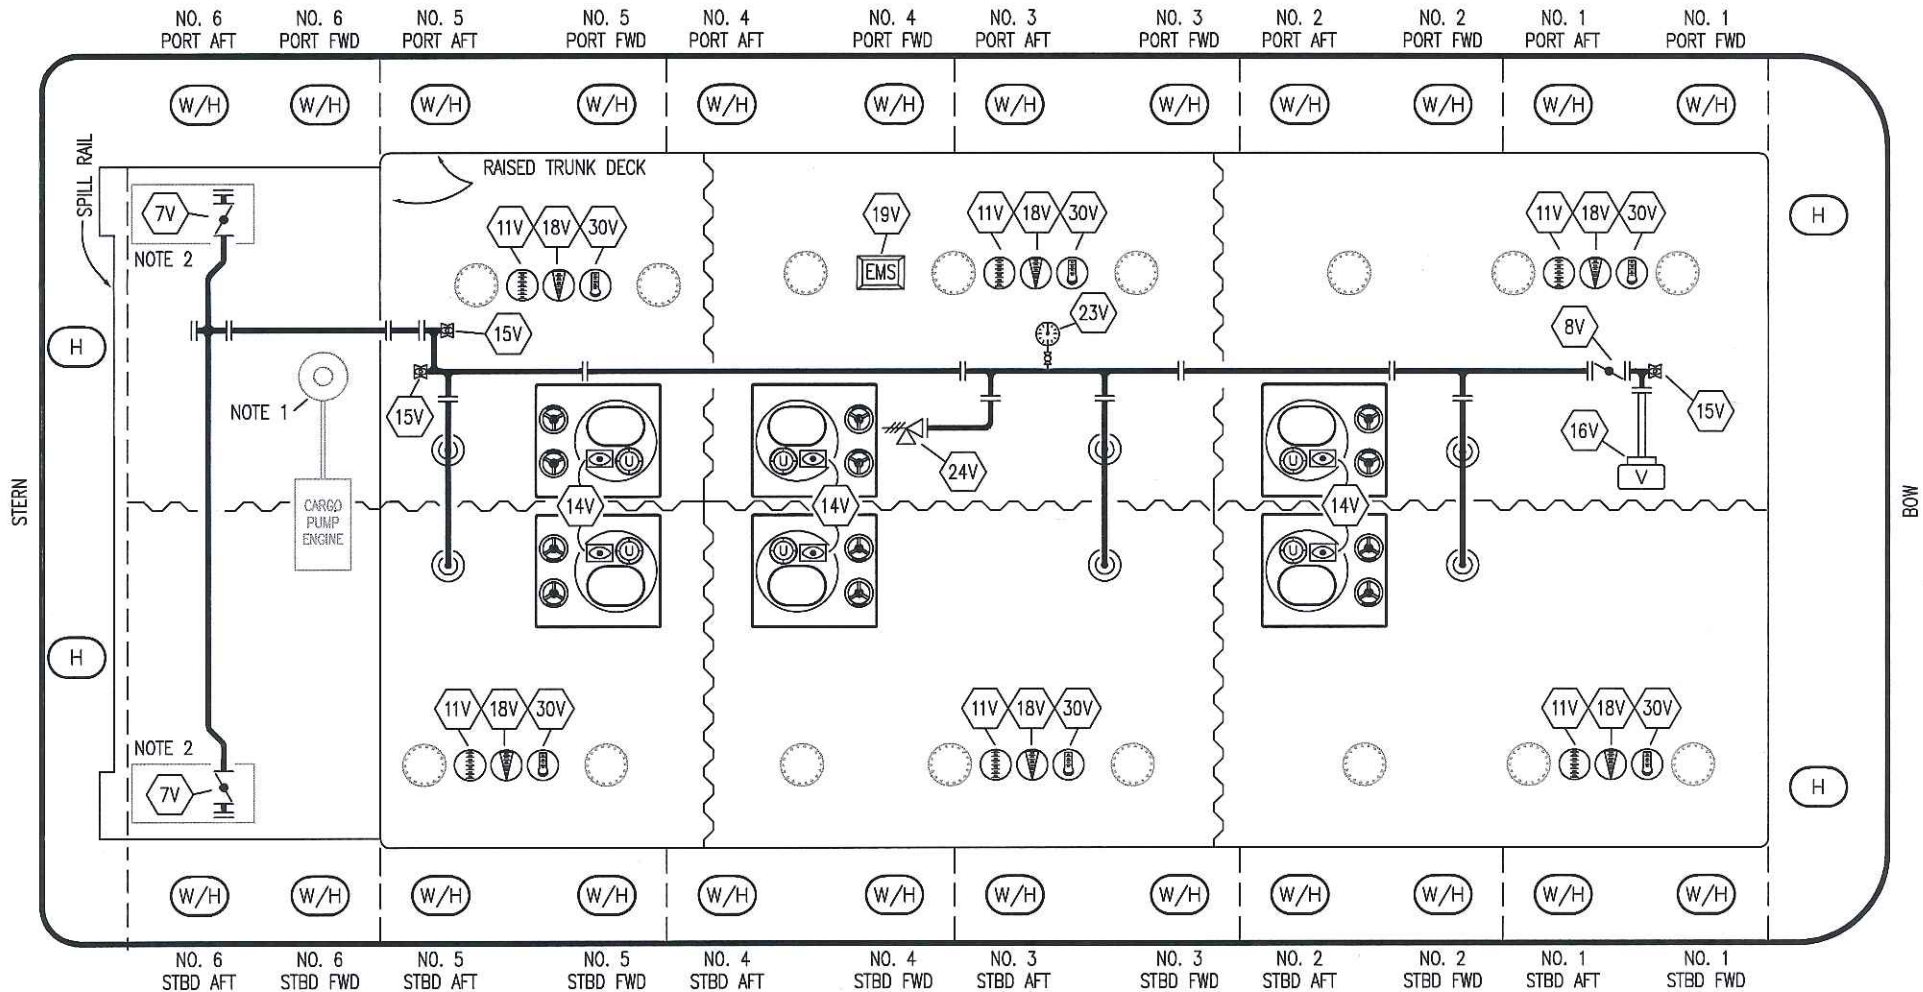 NO. 6 NO. 6 NO. 5 NO. 5 NO. 4 NO. 4 NO. 3 NO. 3 NO. 2 NO. 2 NO. 1 NO. 1
PORT AFT PORT FWD PORT AFT PORT FWD PORT AFT PORT FWD PORT AFT PORT FWD PORT AFT PORT FWD PORT AFT PORT FWD
W/H W/H W/H W/H W/H W/H W/H W/H W/H W/H W/H W/H
SPILL RAIL
RAISED TRUNK DECK
7V
11V 18V 30V
19V
11V 18V 30V
11V 18V 30V
H
NOTE 2
EMS
23V
8V
15V
H
NOTE 1
15V
15V
16V
24V
U
U
U
V
STERN
BOW
CARGO
PUMP
ENGINE
14V
14V
14V
U
U
U
H
11V 18V 30V
11V 18V 30V
11V 18V 30V
NOTE 2
7V
H
W/H W/H W/H W/H W/H W/H W/H W/H W/H W/H W/H W/H
NO. 6 NO. 6 NO. 5 NO. 5 NO. 4 NO. 4 NO. 3 NO. 3 NO. 2 NO. 2 NO. 1 NO. 1
STBD AFT STBD FWD STBD AFT STBD FWD STBD AFT STBD FWD STBD AFT STBD FWD STBD AFT STBD FWD STBD AFT STBD FWD